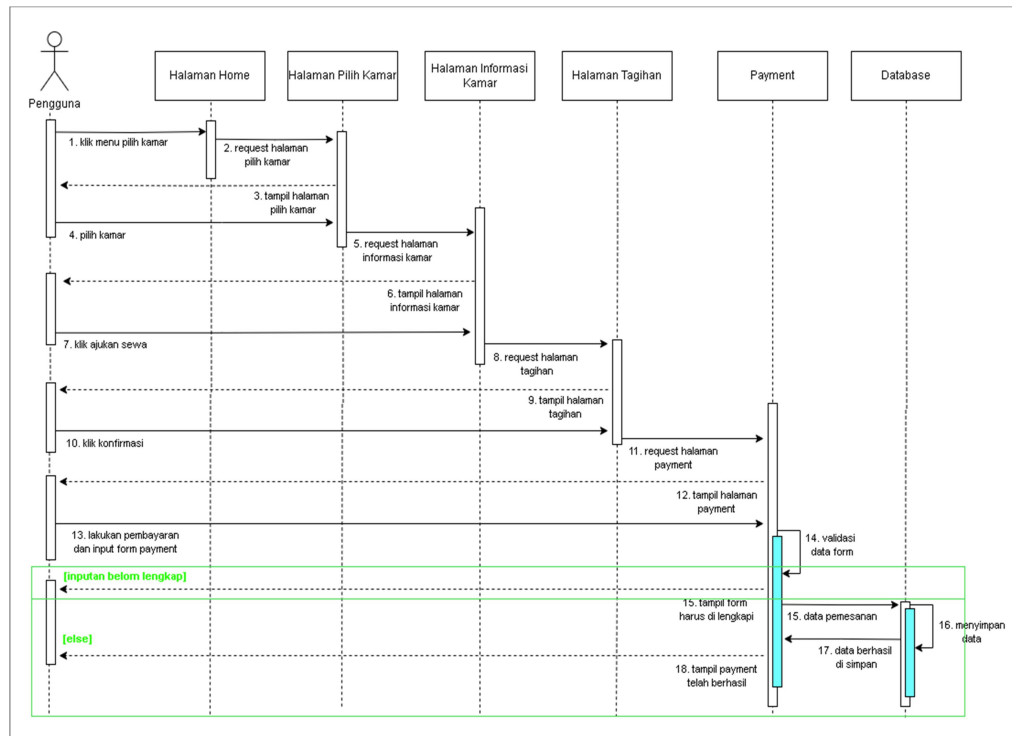 Pengguna
Halaman Home
Halaman Pilih Kamar
Halaman Informasi
Kamar
Halaman Tagihan
Payment
Database
1. klik menu pilih kamar
2. request halaman
pilih kamar
3. tampil halaman
pilih kamar
4. pilih kamar
5. request halaman
informasi kamar
6. tampil halaman
informasi kamar
7. klik ajukan sewa
8. request halaman
tagihan
9. tampil halaman
tagihan
10. klik konfirmasi
11. request halaman
payment
12. tampil halaman
payment
13. lakukan pembayaran
dan input form payment
14. validasi
data form
[inputan belom lengkap]
15. tampil form
harus di lengkapi
15. data pemesanan
16. menyimpan
data
[else]
17. data berhasil
di simpan
18. tampil payment
telah berhasil